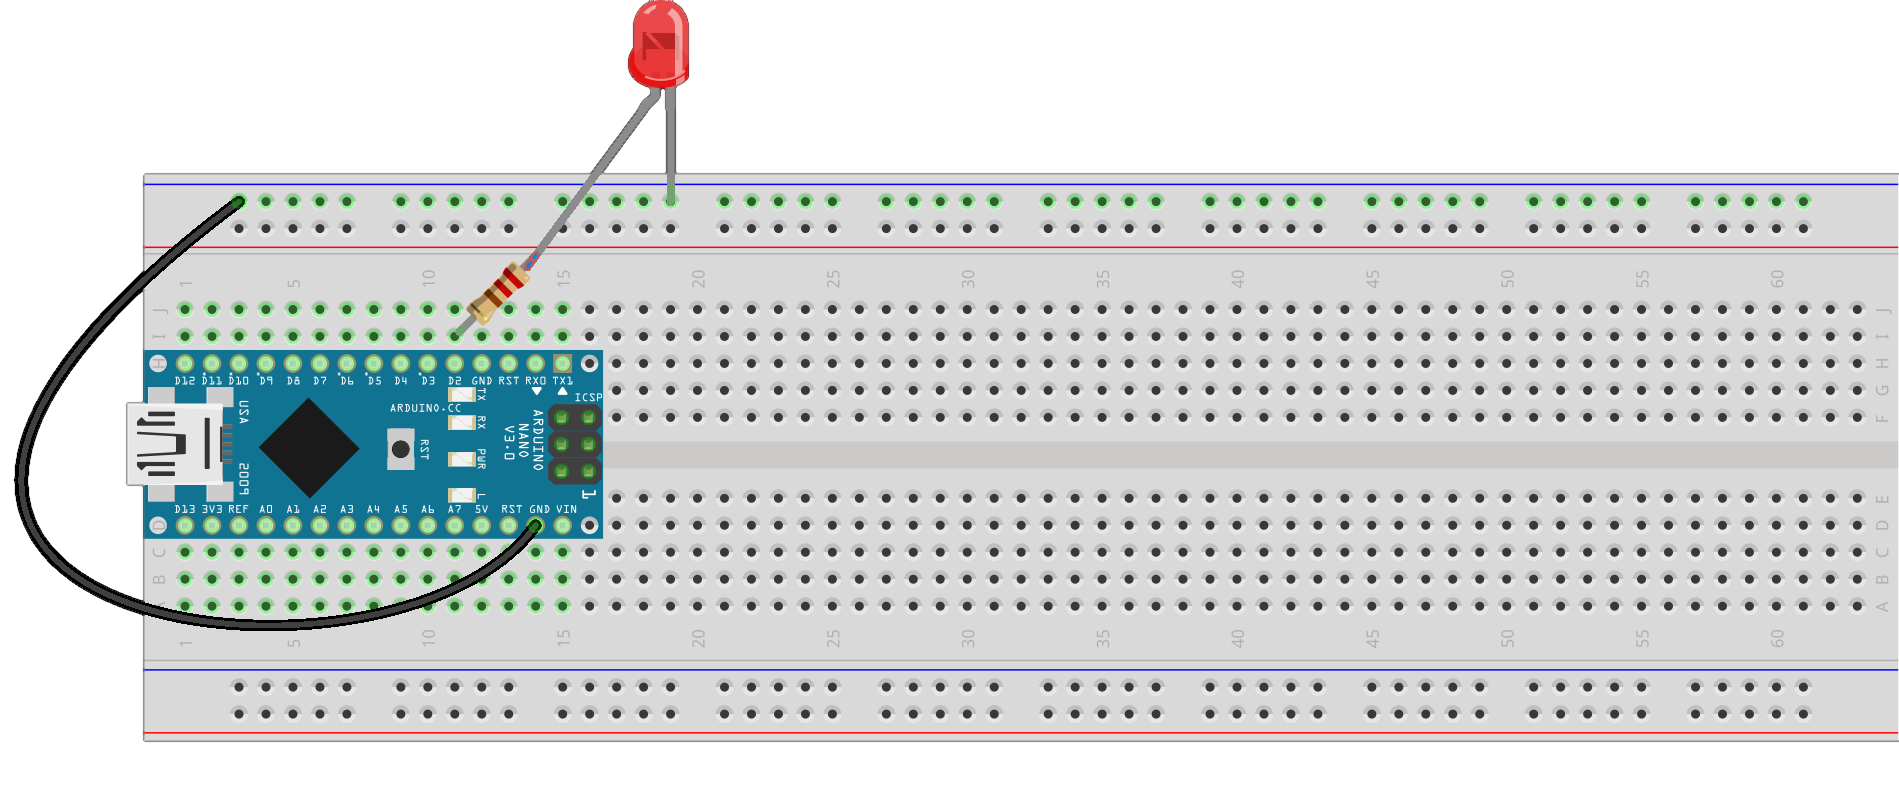 1 5 10 15 20 25 30 35 40 45 50 55 60
J J
I I
H H
D12 D11 D10 D9 D8 D7 D6 D5 D4 D3 D2 GND RST RX0 TX1
G
F
ARDUINO.CC
TX
RX
PWR
L
RST
ICSP
1
ARDUINO
NANO
V3.0
USA
2009
D13 3V3 REF A0 A1 A2 A3 A4 A5 A6 A7 5V RST GND VIN
E
D D
C C
B B
A
1 5 10 15 20 25 30 35 40 45 50 55 60